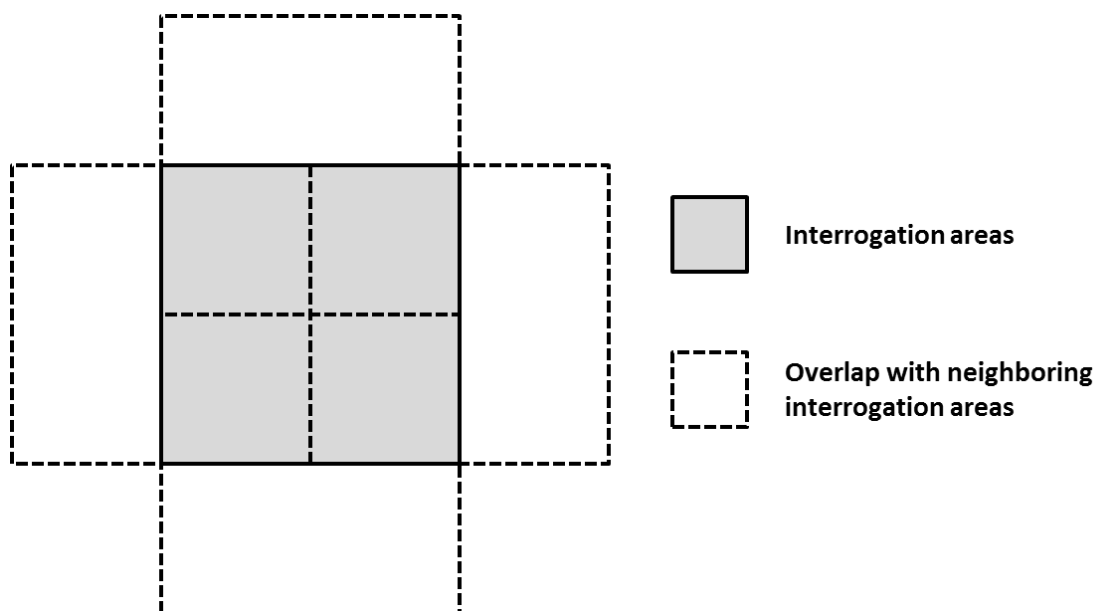 Interrogation areas
Overlap with neighboring
interrogation areas